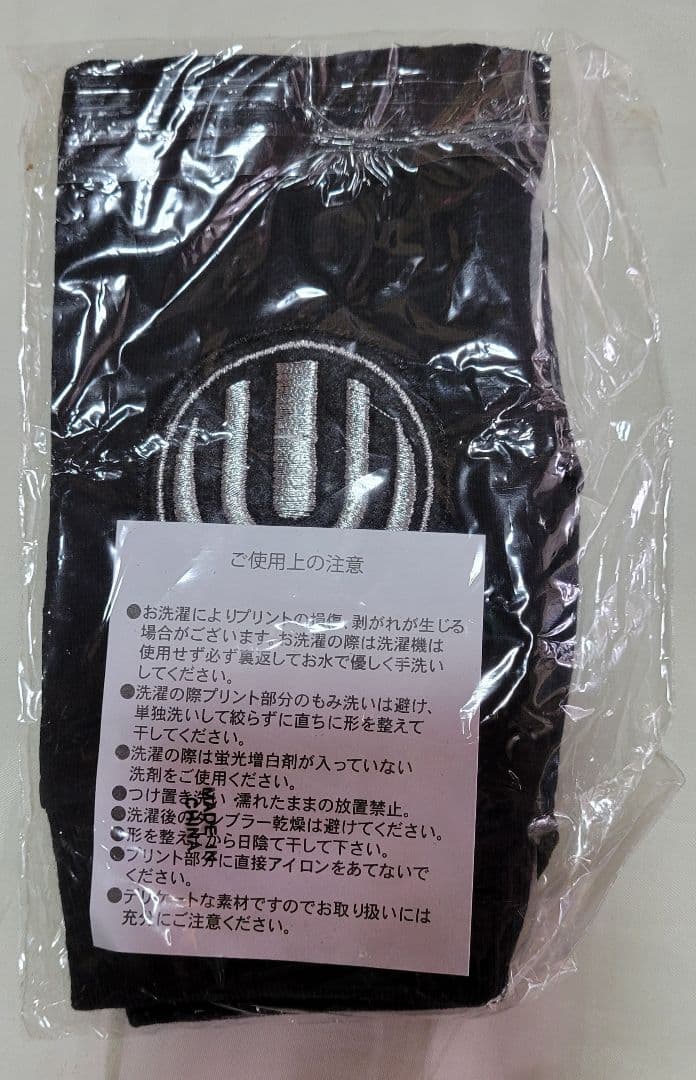 ご使用上の注意
●お洗濯によりプリントの損傷、剥がれが生じる
場合がございます。お洗濯の際は洗濯機は
使用せず必ず裏返してお水で優しく手洗い
してください。
●洗濯の際プリント部分のもみ洗いは避け、
単独洗いして絞らずに直ちに形を整えて
干してください。
●洗濯の際は蛍光増白剤が入っていない
洗剤をご使用ください。
●つけ置き洗い・濡れたままの放置禁止。
●洗濯後のタンブラー乾燥は避けてください。
●形を整えてから日陰で干して下さい。
●プリント部分に直接アイロンをあてないで
ください。
●デリケートな素材ですのでお取り扱いには
充分にご注意ください。
MADE IN
CHINA